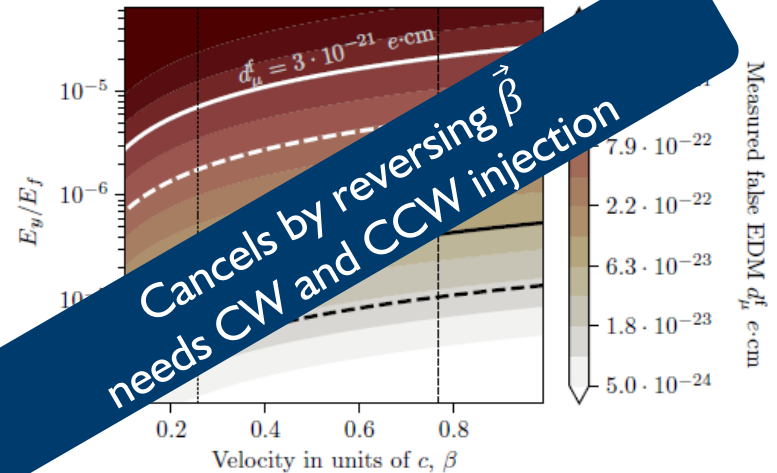 d_μ^f = 3 · 10^−21 e·cm
10^−5
10^−6
E_y/E_f
Cancels by reversing β⃗
needs CW and CCW injection
0.2 0.4 0.6 0.8
Velocity in units of c, β
7.9 · 10^−22
2.2 · 10^−22
6.3 · 10^−23
1.8 · 10^−23
5.0 · 10^−24
Measured false EDM d_μ^f e·cm